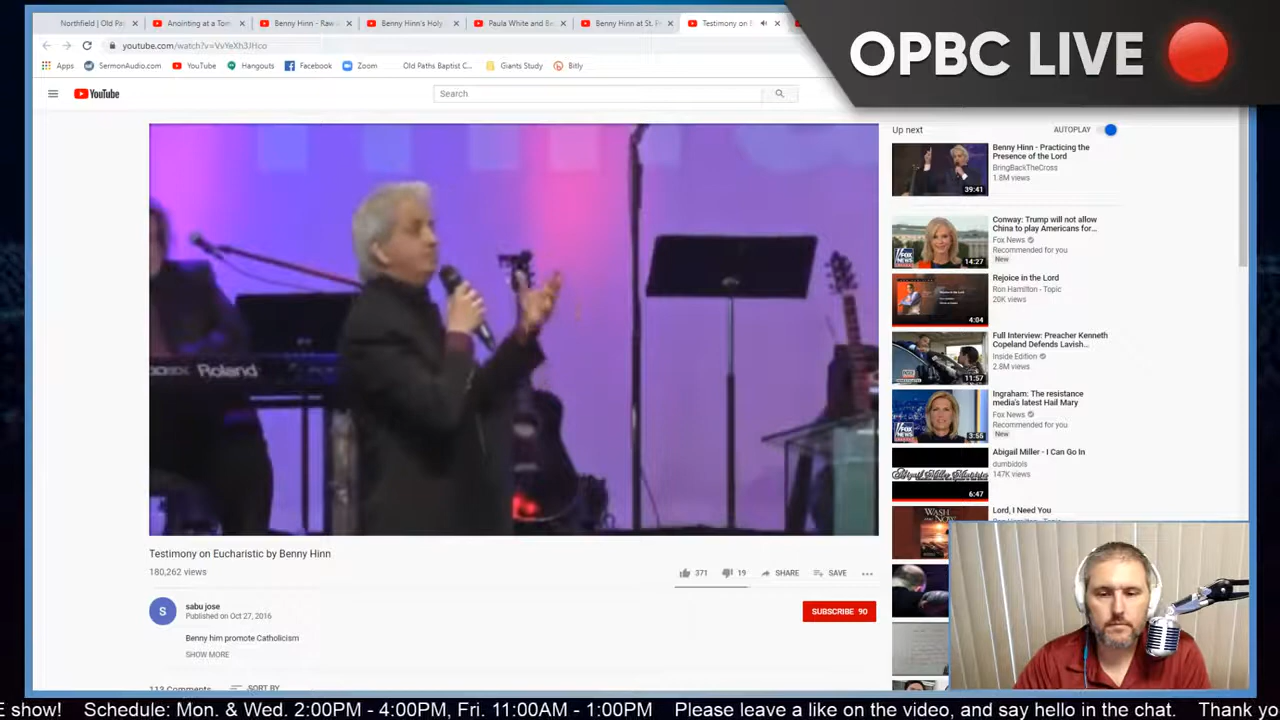 Northfield | Old Pa
Anointing at a Tom
Benny Hinn - Raw
Benny Hinn's Holy
Paula White and Be
Benny Hinn at St. P
Testimony on E
OPBC LIVE
youtube.com/watch?v=VvYeXh3JHco
Apps
SermonAudio.com
YouTube
Hangouts
Facebook
Zoom
Old Paths Baptist C...
Giants Study
Bitly
YouTube
Search
Up next
AUTOPLAY
Benny Hinn - Practicing the
Presence of the Lord
BringBackTheCross
1.8M views
39:41
Conway: Trump will not allow
China to play Americans for...
Fox News
Recommended for you
New
14:27
Rejoice in the Lord
Ron Hamilton - Topic
20K views
4:04
Full Interview: Preacher Kenneth
Copeland Defends Lavish...
Inside Edition
2.8M views
11:57
Ingraham: The resistance
media's latest Hail Mary
Fox News
Recommended for you
New
3:55
Abigail Miller - I Can Go In
dumbidols
147K views
6:47
Lord, I Need You
Roland
Testimony on Eucharistic by Benny Hinn
180,262 views
371
19
SHARE
SAVE
S
sabu jose
Published on Oct 27, 2016
SUBSCRIBE 90
Benny him promote Catholicism
SHOW MORE
113 Comments
SORT BY
E show! Schedule: Mon. & Wed. 2:00PM - 4:00PM, Fri. 11:00AM - 1:00PM Please leave a like on the video, and say hello in the chat. Thank yo